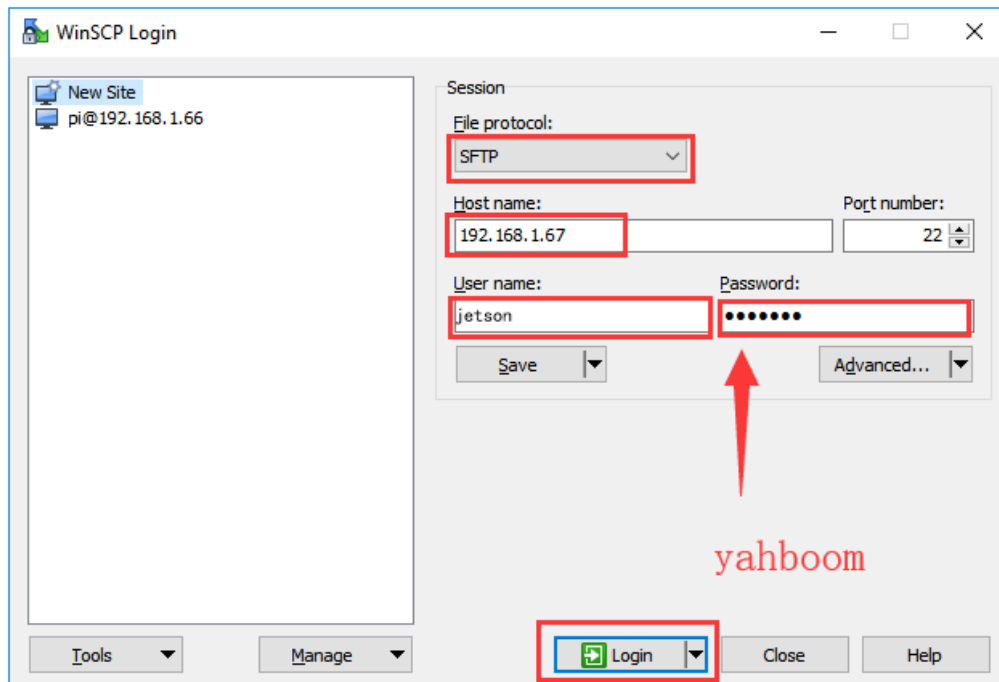 WinSCP Login
New Site
pi@192.168.1.66
Session
File protocol:
SFTP
Host name:
Port number:
192.168.1.67
22
User name:
Password:
jetson
•••••••
Save
Advanced...
yahboom
Tools
Manage
Login
Close
Help